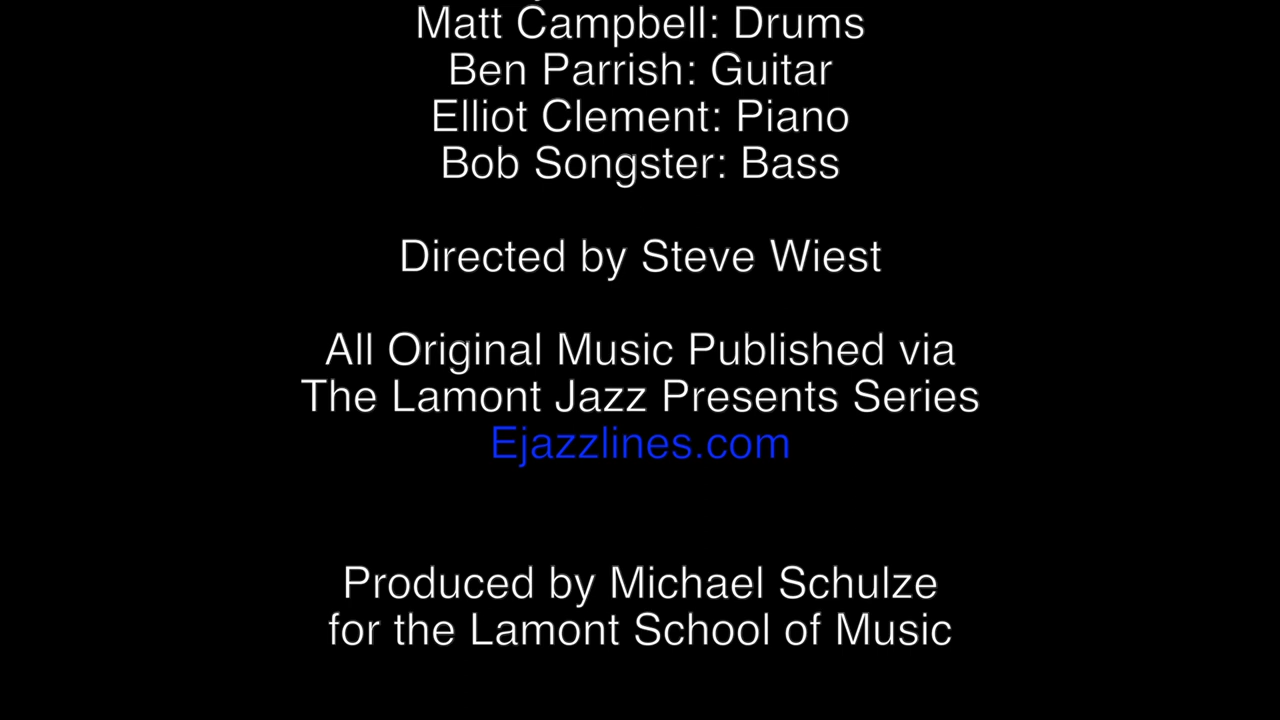 Matt Campbell: Drums
Ben Parrish: Guitar
Elliot Clement: Piano
Bob Songster: Bass
Directed by Steve Wiest
All Original Music Published via
The Lamont Jazz Presents Series
Ejazzlines.com
Produced by Michael Schulze
for the Lamont School of Music